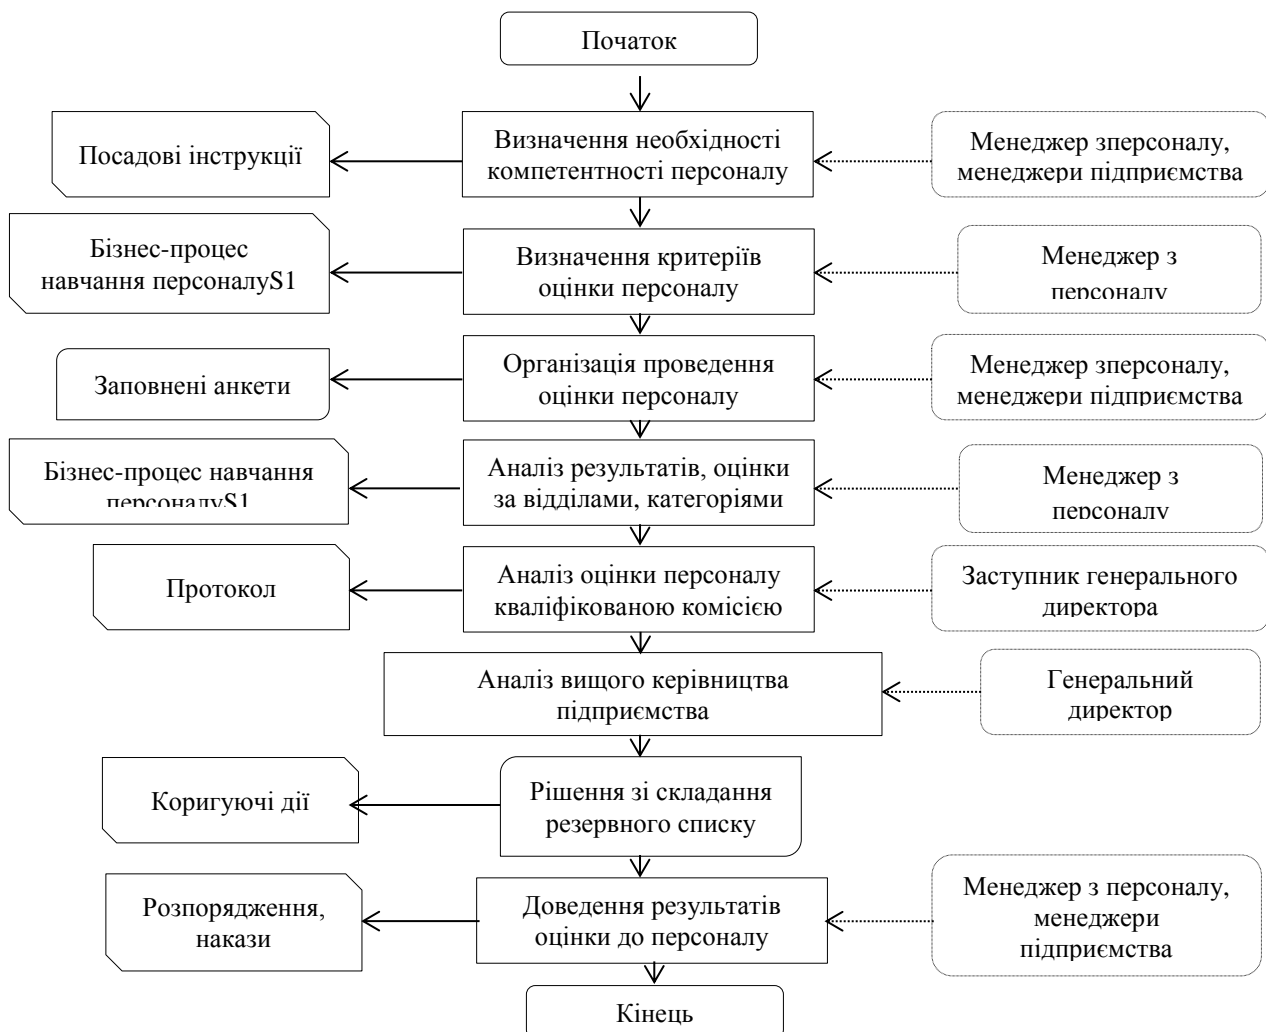 Початок
Посадові інструкції
Визначення необхідності
компетентності персоналу
Менеджер зперсоналу,
менеджери підприємства
Бізнес-процес
навчання персоналуS1
Визначення критеріїв
оцінки персоналу
Менеджер з
персоналу
Заповнені анкети
Організація проведення
оцінки персоналу
Менеджер зперсоналу,
менеджери підприємства
Бізнес-процес навчання
персоналуS1
Аналіз результатів, оцінки
за відділами, категоріями
Менеджер з
персоналу
Протокол
Аналіз оцінки персоналу
кваліфікованою комісією
Заступник генерального
директора
Аналіз вищого керівництва
підприємства
Генеральний
директор
Коригуючі дії
Рішення зі складання
резервного списку
Розпорядження,
накази
Доведення результатів
оцінки до персоналу
Менеджер з персоналу,
менеджери
підприємства
Кінець